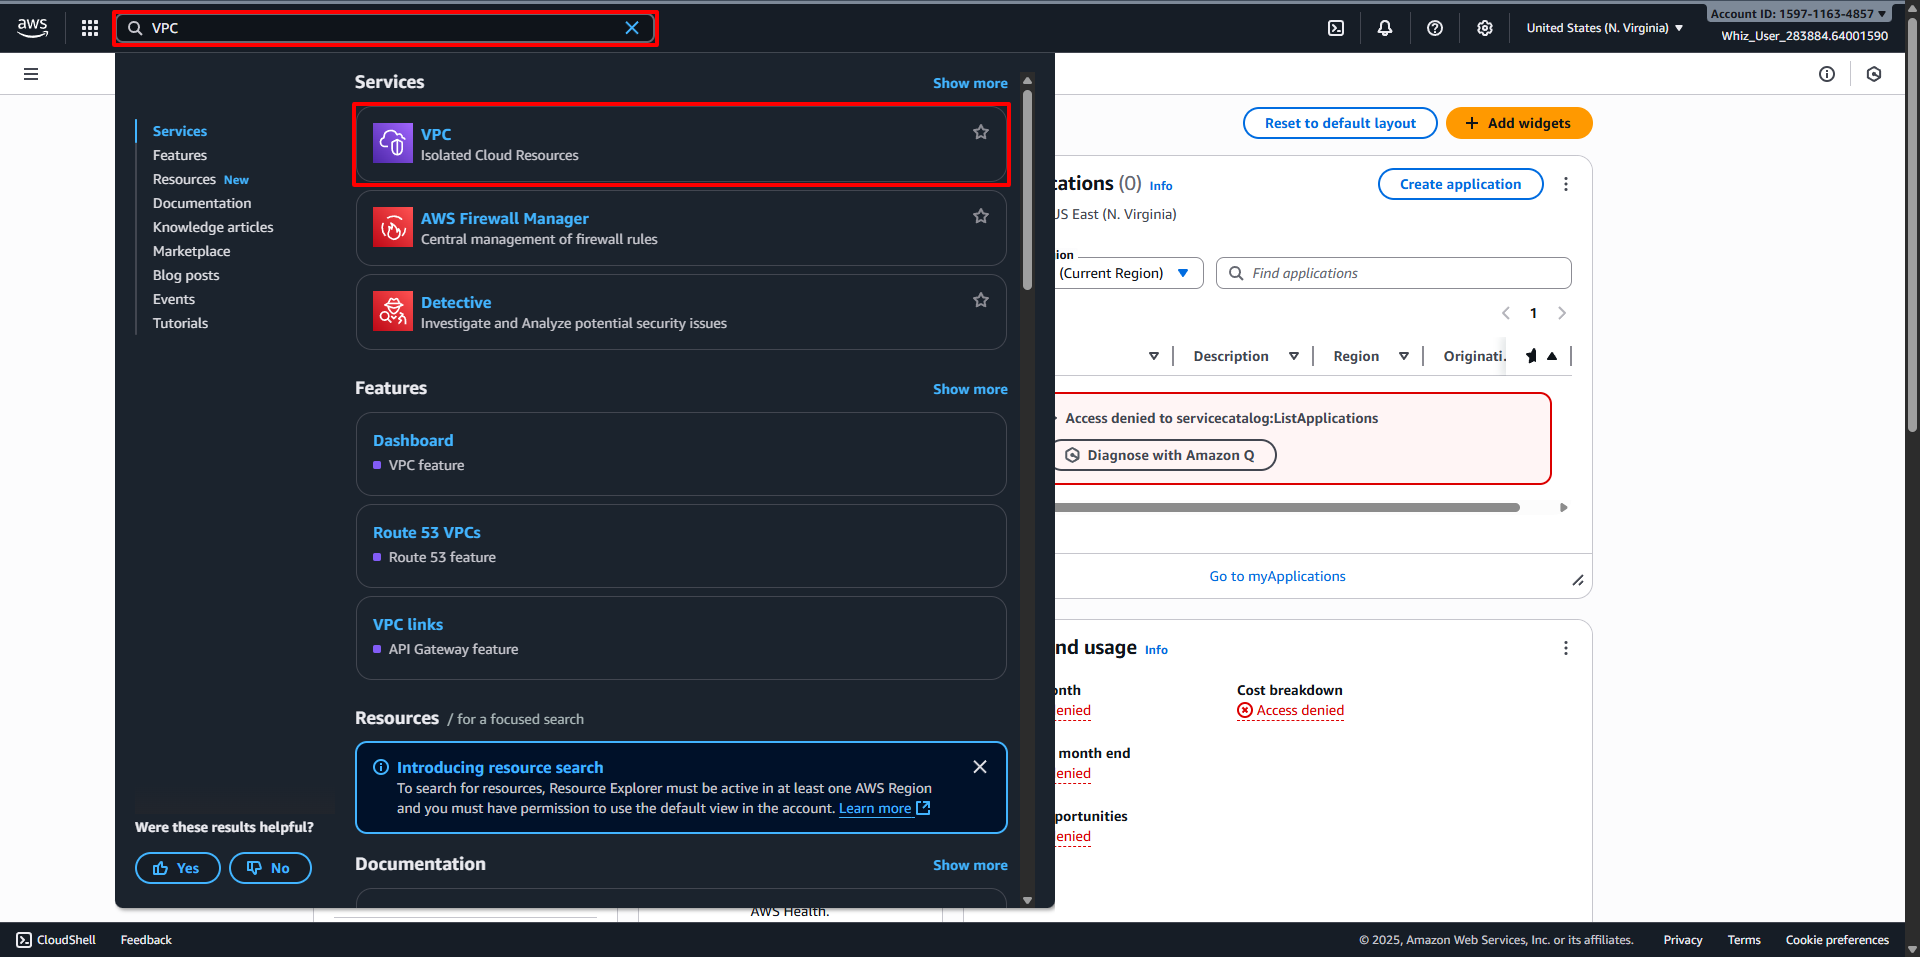 aws
VPC
United States (N. Virginia)
Account ID: 1597-1163-4857
Whiz_User_283884.64001590
Services
Features
Resources New
Documentation
Knowledge articles
Marketplace
Blog posts
Events
Tutorials
Were these results helpful?
Yes
No
Services
Show more
VPC
Isolated Cloud Resources
AWS Firewall Manager
Central management of firewall rules
Detective
Investigate and Analyze potential security issues
Features
Show more
Dashboard
VPC feature
Route 53 VPCs
Route 53 feature
VPC links
API Gateway feature
Resources / for a focused search
Introducing resource search
To search for resources, Resource Explorer must be active in at least one AWS Region
and you must have permission to use the default view in the account. Learn more
Documentation
Show more
Reset to default layout
+ Add widgets
cations (0) Info
Create application
US East (N. Virginia)
ion
(Current Region)
Find applications
1
Description
Region
Originati.
Access denied to servicecatalog:ListApplications
Diagnose with Amazon Q
Go to myApplications
nd usage Info
onth
enied
Cost breakdown
Access denied
month end
enied
portunities
enied
AWS Health.
CloudShell
Feedback
© 2025, Amazon Web Services, Inc. or its affiliates.
Privacy
Terms
Cookie preferences